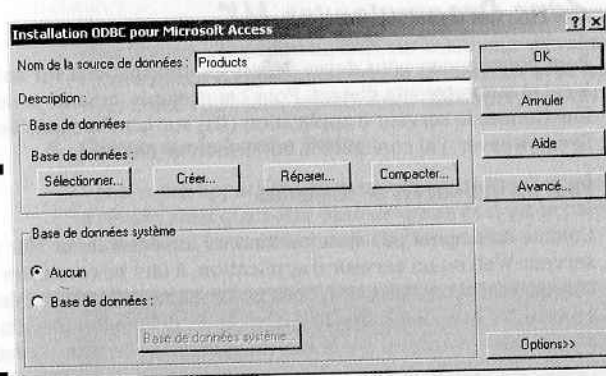 Installation ODBC pour Microsoft Access
Nom de la source de données : Products
OK
Description :
Annuler
Base de données
Base de données :
Aide
Sélectionner...
Créer...
Réparer...
Compacter...
Avancé...
Base de données système
Aucun
Base de données :
Base de données système...
Options>>